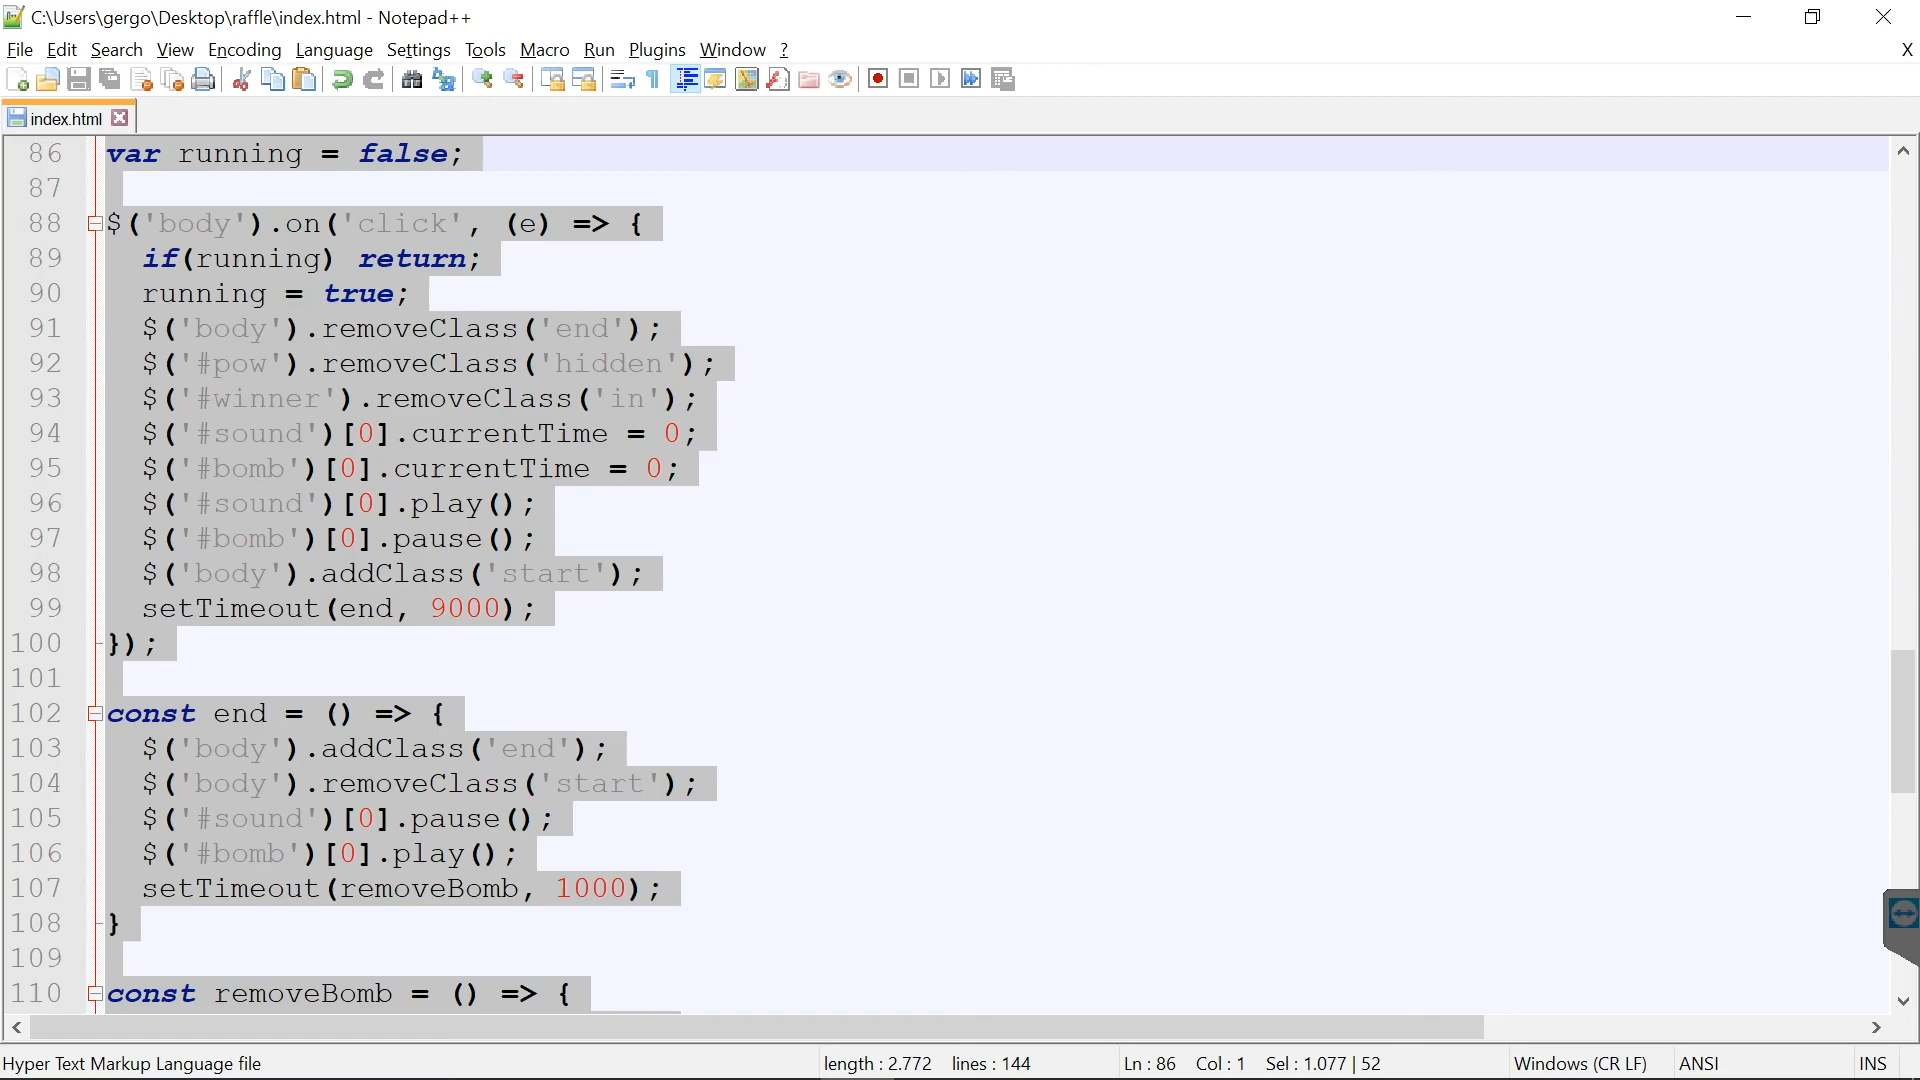 C:\Users\gergo\Desktop\raffle\index.html - Notepad++
File Edit Search View Encoding Language Settings Tools Macro Run Plugins Window ? X
index.html
86 var running = false;
87
88 $('body').on('click', (e) => {
89 if(running) return;
90 running = true;
91 $('body').removeClass('end');
92 $('#pow').removeClass('hidden');
93 $('#winner').removeClass('in');
94 $('#sound')[0].currentTime = 0;
95 $('#bomb')[0].currentTime = 0;
96 $('#sound')[0].play();
97 $('#bomb')[0].pause();
98 $('body').addClass('start');
99 setTimeout(end, 9000);
100 });
101
102 const end = () => {
103 $('body').addClass('end');
104 $('body').removeClass('start');
105 $('#sound')[0].pause();
106 $('#bomb')[0].play();
107 setTimeout(removeBomb, 1000);
108 }
109
110 const removeBomb = () => {
Hyper Text Markup Language file length : 2.772 lines : 144 Ln : 86 Col : 1 Sel : 1.077 | 52 Windows (CR LF) ANSI INS